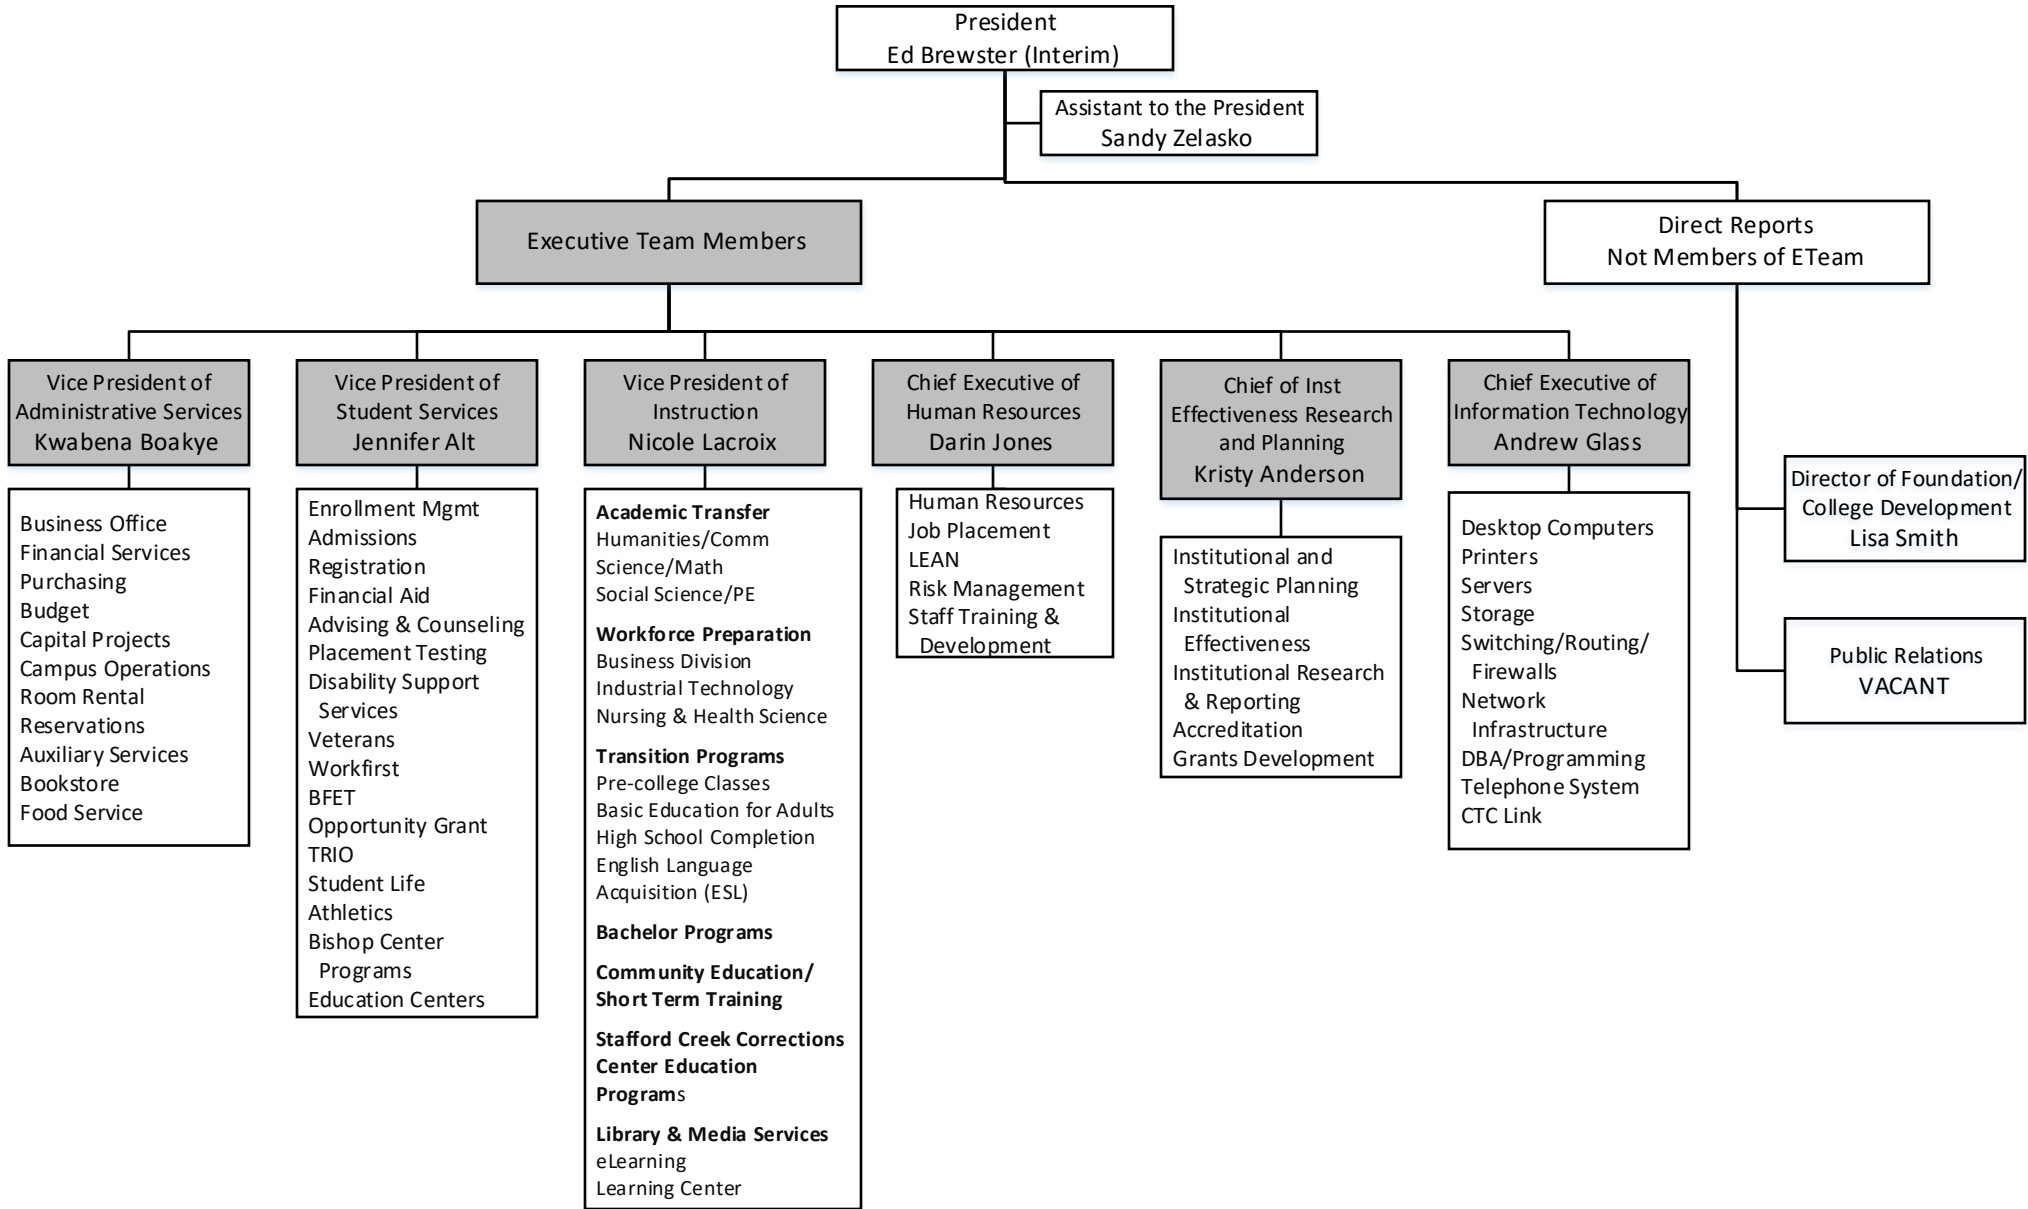 President
Ed Brewster (Interim)
Assistant to the President
Sandy Zelasko
Executive Team Members
Direct Reports
Not Members of ETeam
Vice President of
Administrative Services
Kwabena Boakye
Business Office
Financial Services
Purchasing
Budget
Capital Projects
Campus Operations
Room Rental
Reservations
Auxiliary Services
Bookstore
Food Service
Vice President of
Student Services
Jennifer Alt
Enrollment Mgmt
Admissions
Registration
Financial Aid
Advising & Counseling
Placement Testing
Disability Support
Services
Veterans
Workfirst
BFET
Opportunity Grant
TRIO
Student Life
Athletics
Bishop Center
Programs
Education Centers
Vice President of
Instruction
Nicole Lacroix
Academic Transfer
Humanities/Comm
Science/Math
Social Science/PE
Workforce Preparation
Business Division
Industrial Technology
Nursing & Health Science
Transition Programs
Pre-college Classes
Basic Education for Adults
High School Completion
English Language
Acquisition (ESL)
Bachelor Programs
Community Education/
Short Term Training
Stafford Creek Corrections
Center Education
Programs
Library & Media Services
eLearning
Learning Center
Chief Executive of
Human Resources
Darin Jones
Human Resources
Job Placement
LEAN
Risk Management
Staff Training &
Development
Chief of Inst
Effectiveness Research
and Planning
Kristy Anderson
Institutional and
Strategic Planning
Institutional
Effectiveness
Institutional Research
& Reporting
Accreditation
Grants Development
Chief Executive of
Information Technology
Andrew Glass
Desktop Computers
Printers
Servers
Storage
Switching/Routing/
Firewalls
Network
Infrastructure
DBA/Programming
Telephone System
CTC Link
Director of Foundation/
College Development
Lisa Smith
Public Relations
VACANT